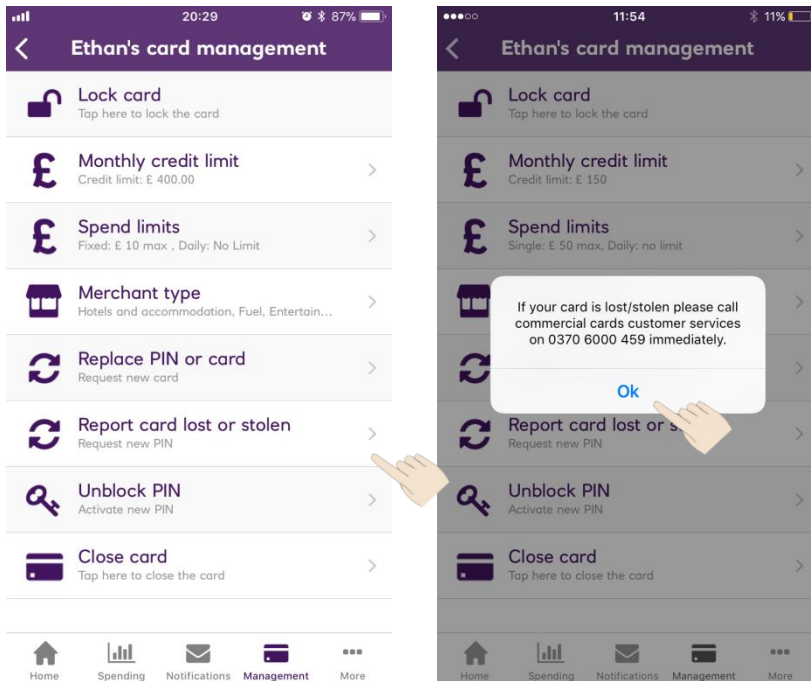 20:29
87%
Ethan's card management
Lock card
Tap here to lock the card
Monthly credit limit
Credit limit: £ 400.00
Spend limits
Fixed: £ 10 max , Daily: No Limit
Merchant type
Hotels and accommodation, Fuel, Entertain...
Replace PIN or card
Request new card
Report card lost or stolen
Request new PIN
Unblock PIN
Activate new PIN
Close card
Tap here to close the card
Home Spending Notifications Management More
11:54
11%
Ethan's card management
Lock card
Tap here to lock the card
Monthly credit limit
Credit limit: £ 150
Spend limits
Single: £ 50 max, Daily: no limit
If your card is lost/stolen please call
commercial cards customer services
on 0370 6000 459 immediately.
Ok
Report card lost or s
Request new PIN
Unblock PIN
Activate new PIN
Close card
Tap here to close the card
Home Spending Notifications Management More